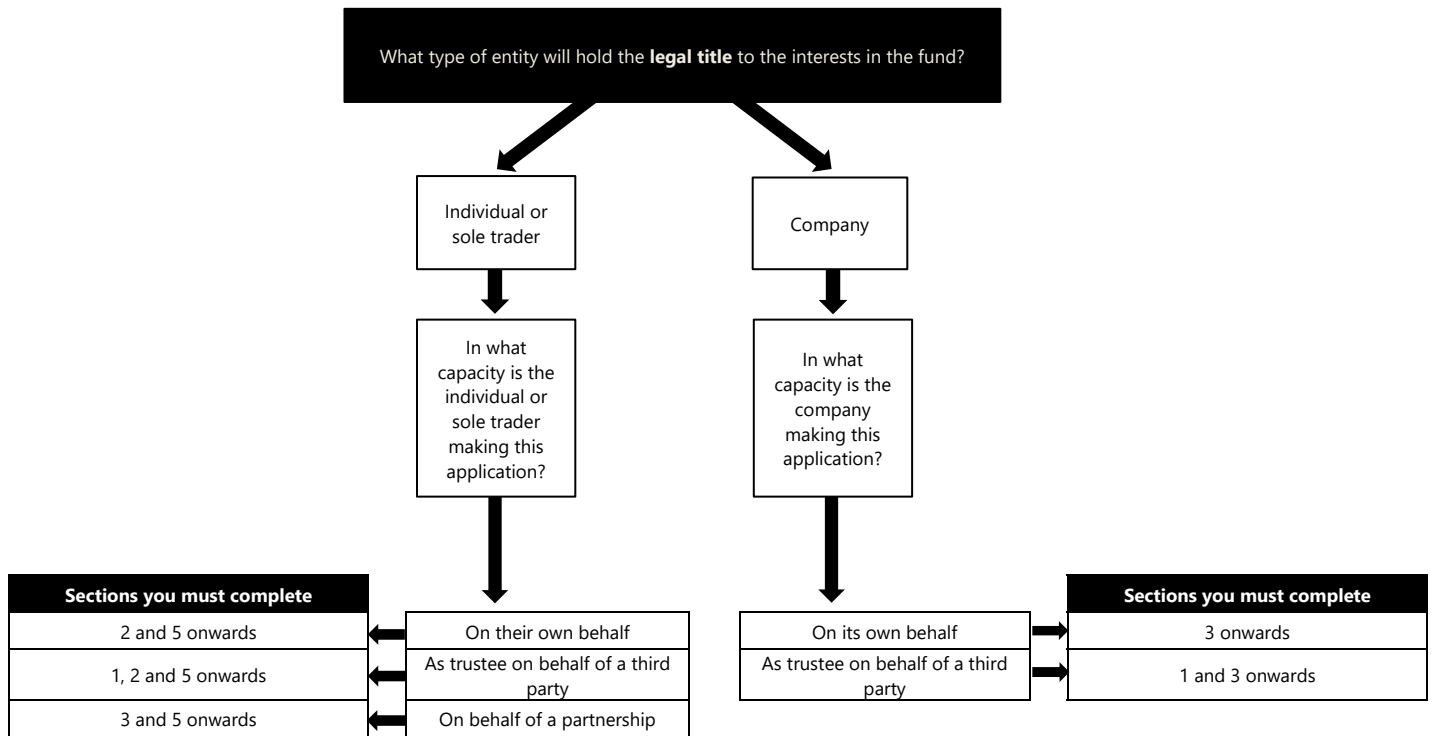 What type of entity will hold the legal title to the interests in the fund?
Individual or
sole trader
Company
In what
capacity is the
individual or
sole trader
making this
application?
In what
capacity is the
company
making this
application?
Sections you must complete
2 and 5 onwards
1, 2 and 5 onwards
3 and 5 onwards
On their own behalf
As trustee on behalf of a third
party
On behalf of a partnership
On its own behalf
As trustee on behalf of a third
party
Sections you must complete
3 onwards
1 and 3 onwards